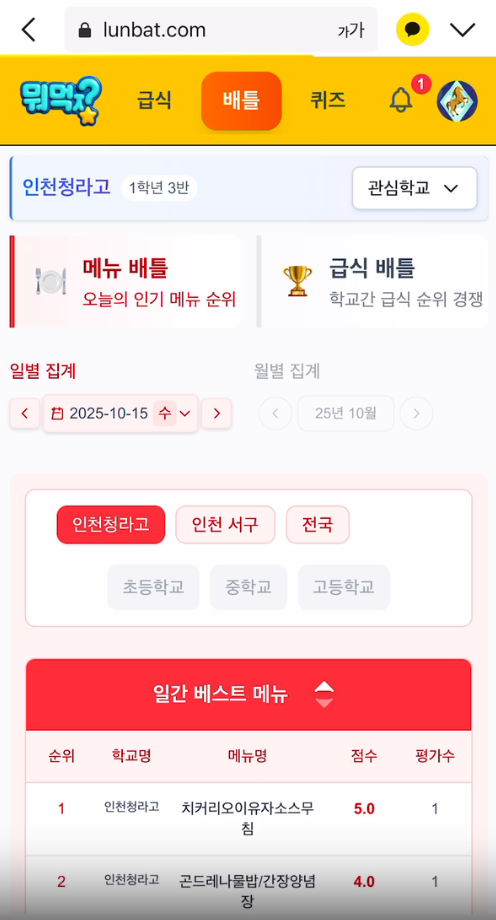 lunbat.com 가가
뭐먹지?
급식 배틀 퀴즈 1
인천청라고 1학년 3반 관심학교
메뉴 배틀
오늘의 인기 메뉴 순위
급식 배틀
학교간 급식 순위 경쟁
일별 집계
월별 집계
2025-10-15 수
25년 10월
인천청라고 인천 서구 전국
초등학교 중학교 고등학교
일간 베스트 메뉴
순위 학교명 메뉴명 점수 평가수
1 인천청라고 치커리오이유자소스무 5.0 1
침
2 인천청라고 곤드레나물밥/간장양념 4.0 1
장